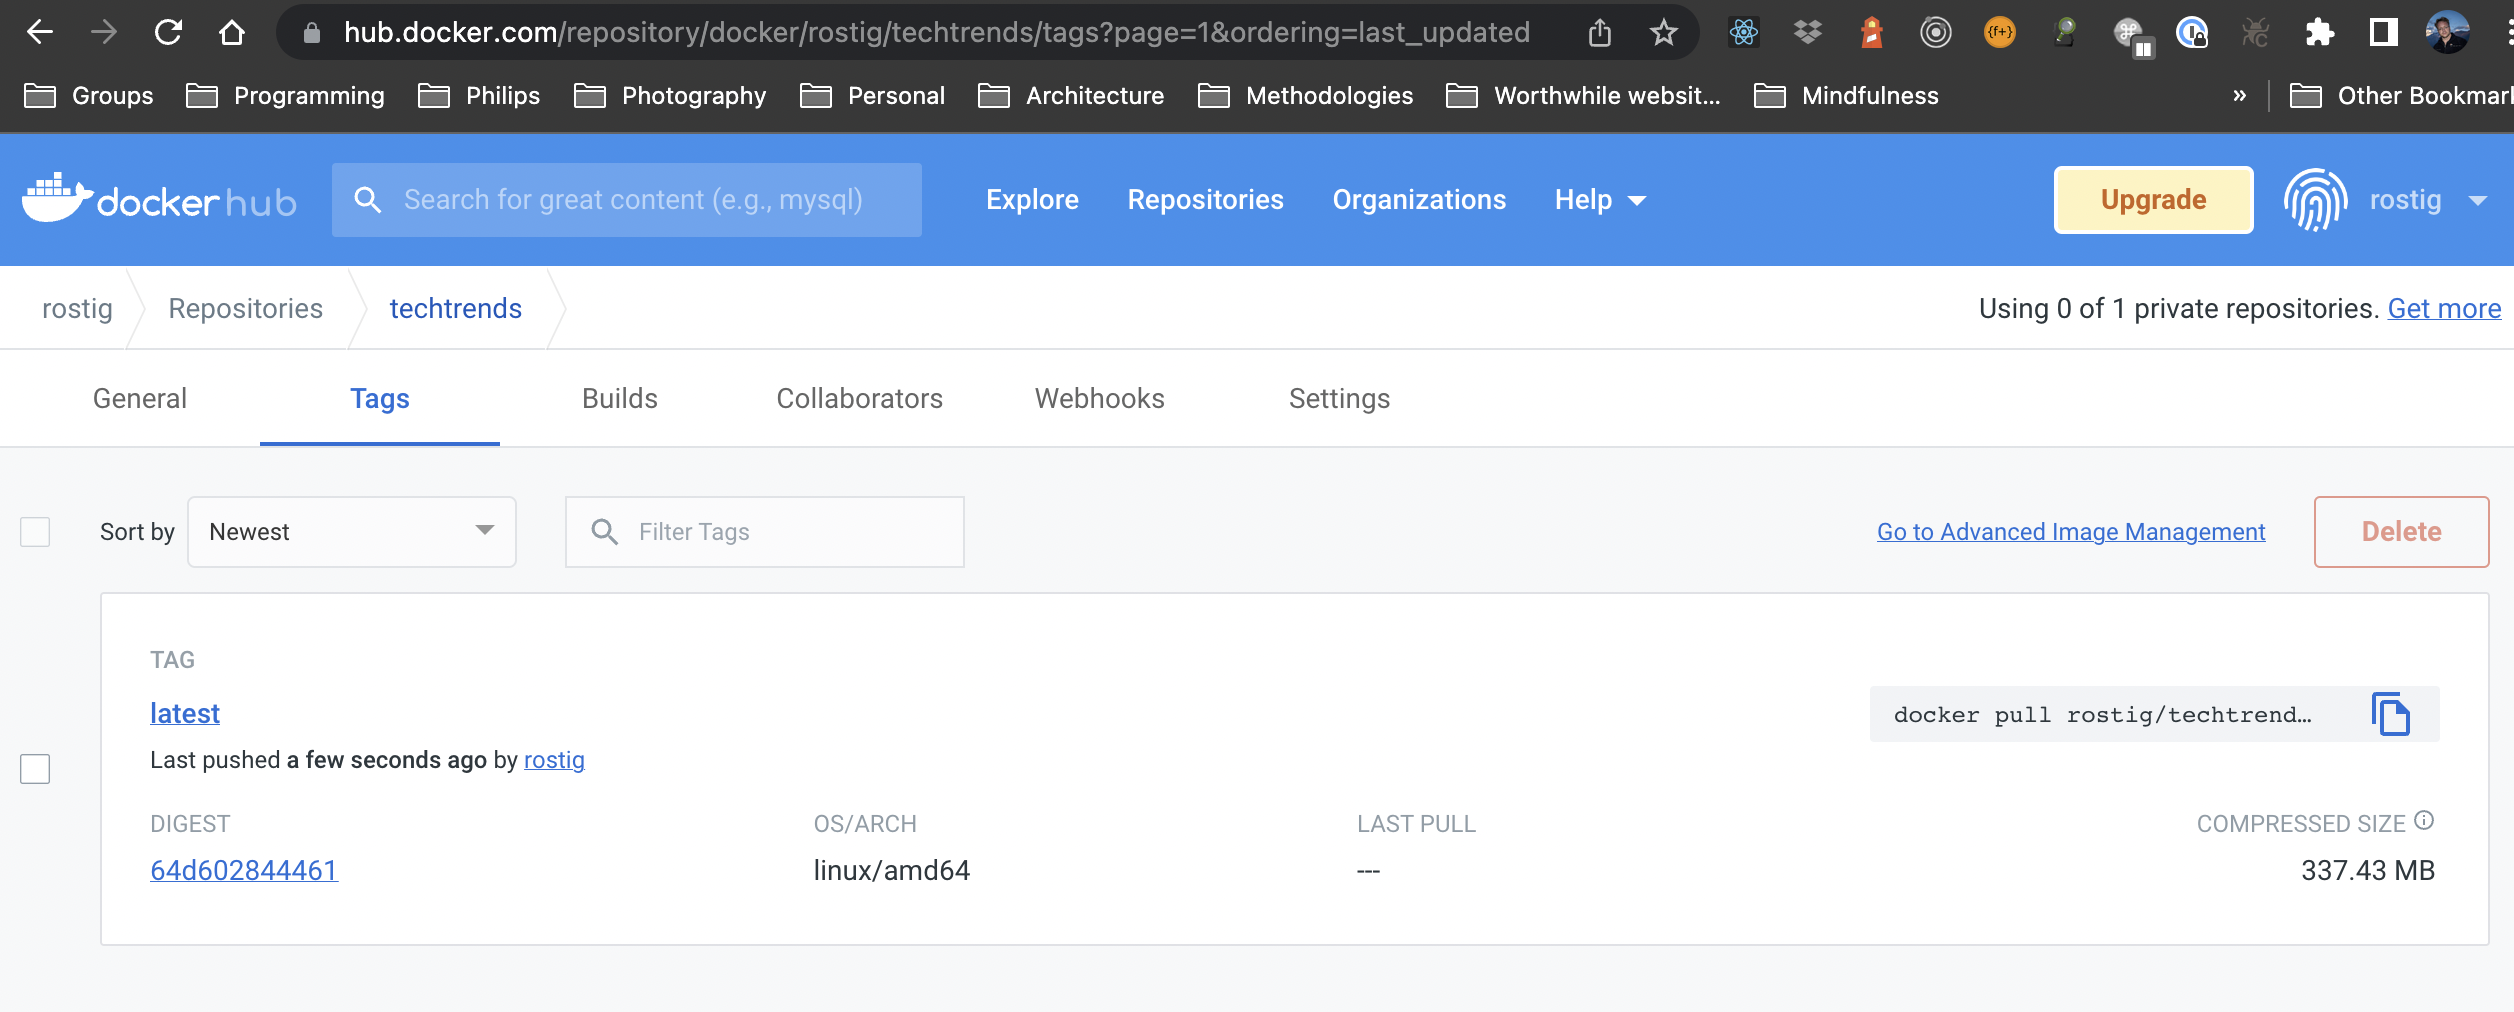 hub.docker.com/repository/docker/rostig/techtrends/tags?page=1&ordering=last_updated
Groups Programming Philips Photography Personal Architecture Methodologies Worthwhile websit... Mindfulness » Other Bookmar
docker hub Search for great content (e.g., mysql) Explore Repositories Organizations Help Upgrade rostig
rostig Repositories techtrends Using 0 of 1 private repositories. Get more
General Tags Builds Collaborators Webhooks Settings
Sort by Newest Filter Tags Go to Advanced Image Management Delete
TAG
latest docker pull rostig/techtrend...
Last pushed a few seconds ago by rostig
DIGEST OS/ARCH LAST PULL COMPRESSED SIZE
64d602844461 linux/amd64 --- 337.43 MB